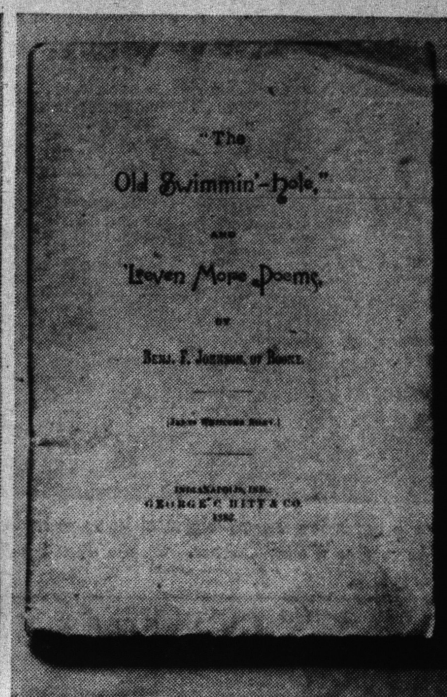 "The
Old Swimmin'-Hole,"
AND
'Leven More Poems,
BY
BENJ. F. JOHNSON, OF BOONE.
[JAMES WHITCOMB RILEY.]
INDIANAPOLIS, IND.:
GEORGE C. HITT & CO.